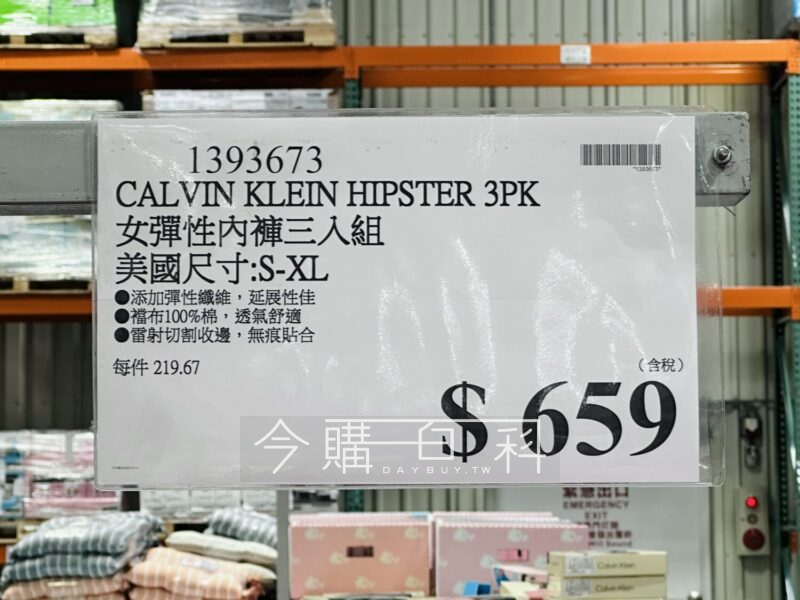 1393673
CALVIN KLEIN HIPSTER 3PK
女彈性內褲三入組
美國尺寸:S-XL
●添加彈性纖維，延展性佳
●襠布100%棉，透氣舒適
●雷射切割收邊，無痕貼合
每件 219.67
（含稅）
$ 659
"1393673"
今購百科
DAYBUY.TW
緊急出口
EMERGENCY
EXIT
Calvin Klein
Calvin Klein